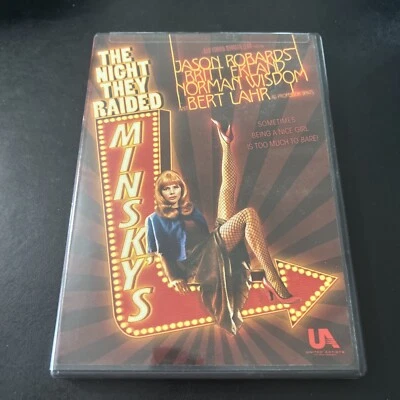 JASON ROBARDS
BRITT EKLAND
NORMAN WISDOM
BERT LAHR
THE
NIGHT
THEY
RAIDED
MINSKY'S
SOMETIMES
BEING A NICE GIRL
IS TOO MUCH TO BARE!
UA